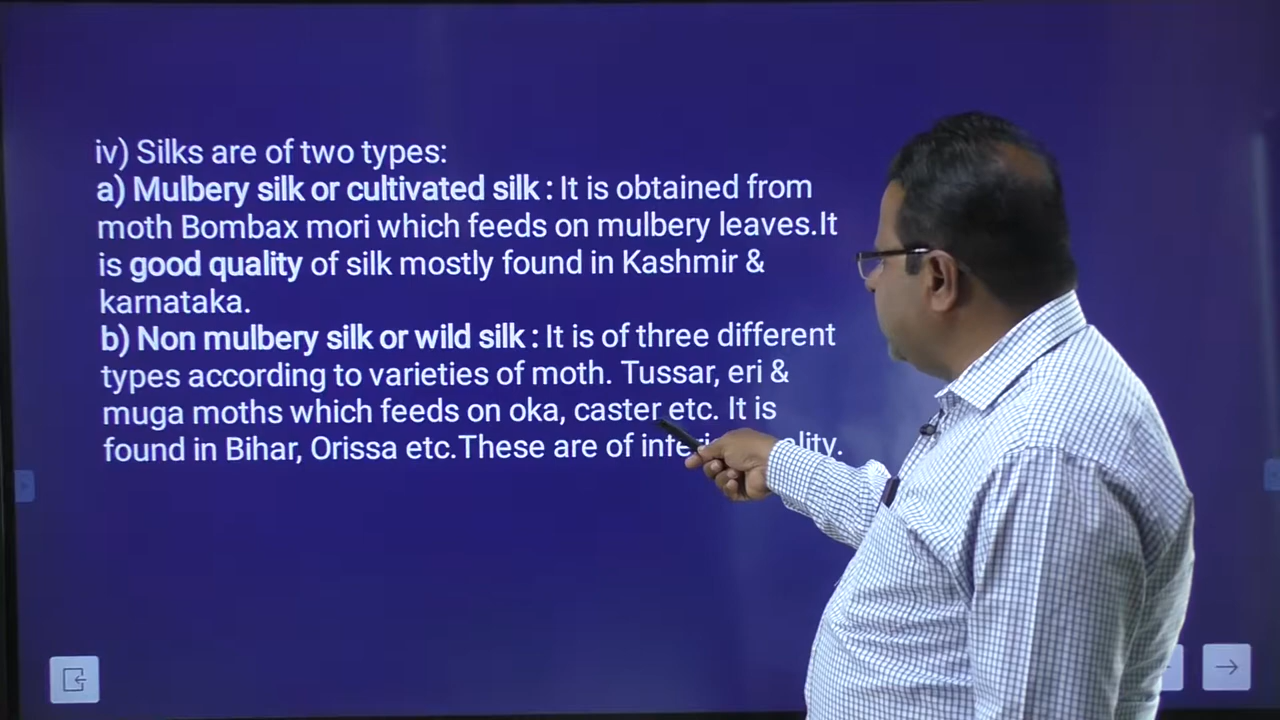 iv) Silks are of two types:
a) Mulbery silk or cultivated silk : It is obtained from
moth Bombax mori which feeds on mulbery leaves.It
is good quality of silk mostly found in Kashmir &
karnataka.
b) Non mulbery silk or wild silk : It is of three different
types according to varieties of moth. Tussar, eri &
muga moths which feeds on oka, caster etc. It is
found in Bihar, Orissa etc.These are of